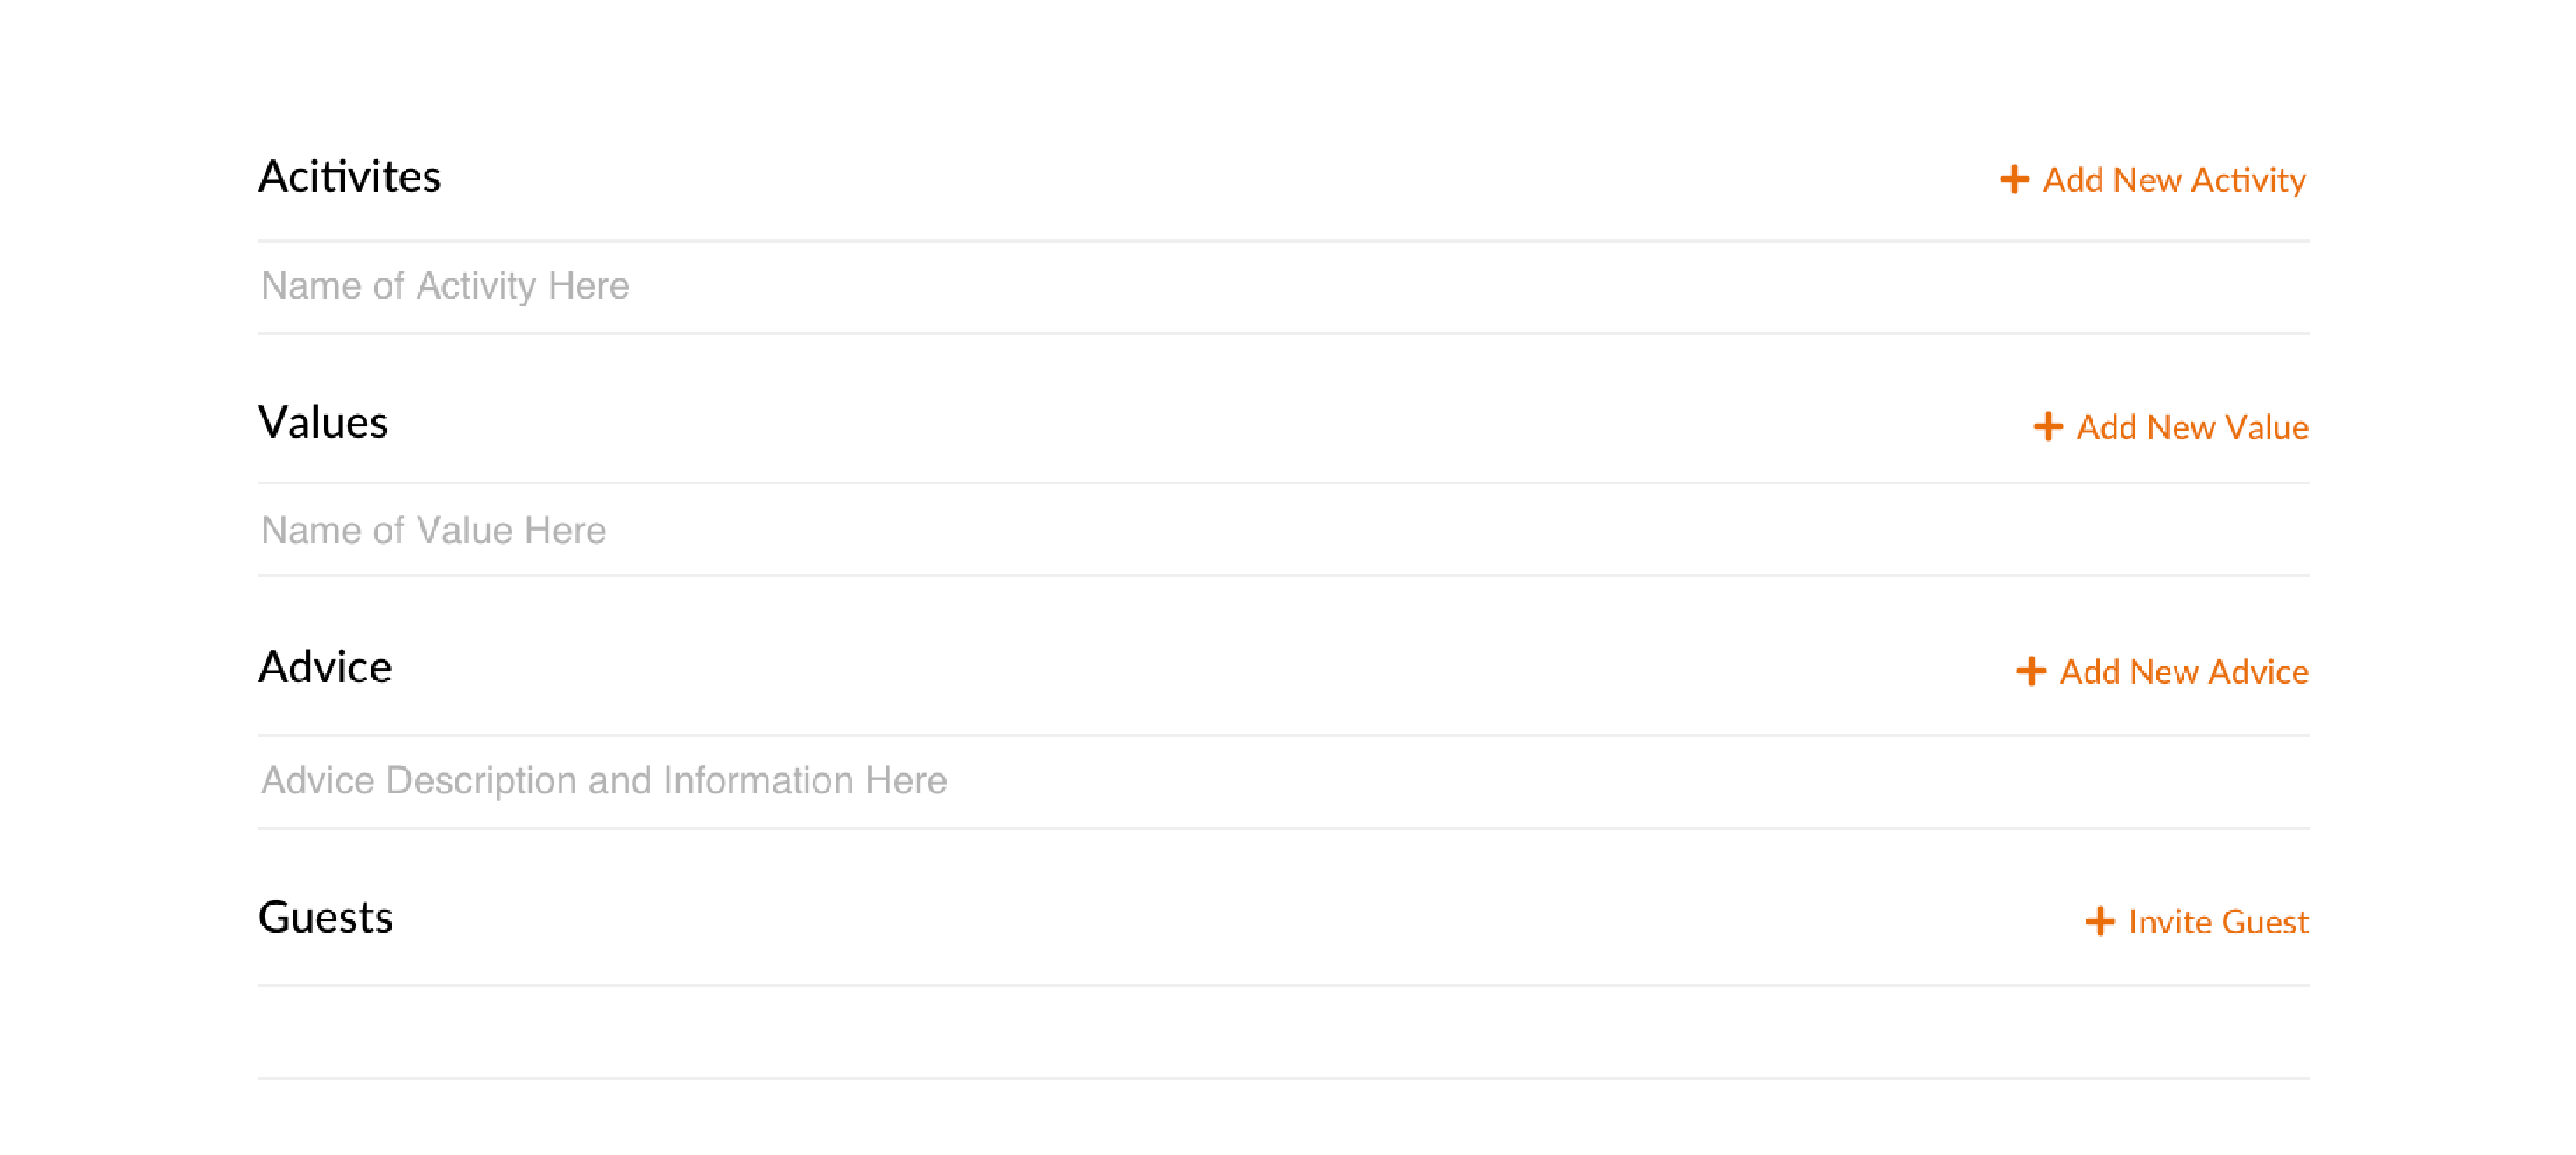 Acitivites
+ Add New Activity
Name of Activity Here
Values
+ Add New Value
Name of Value Here
Advice
+ Add New Advice
Advice Description and Information Here
Guests
+ Invite Guest